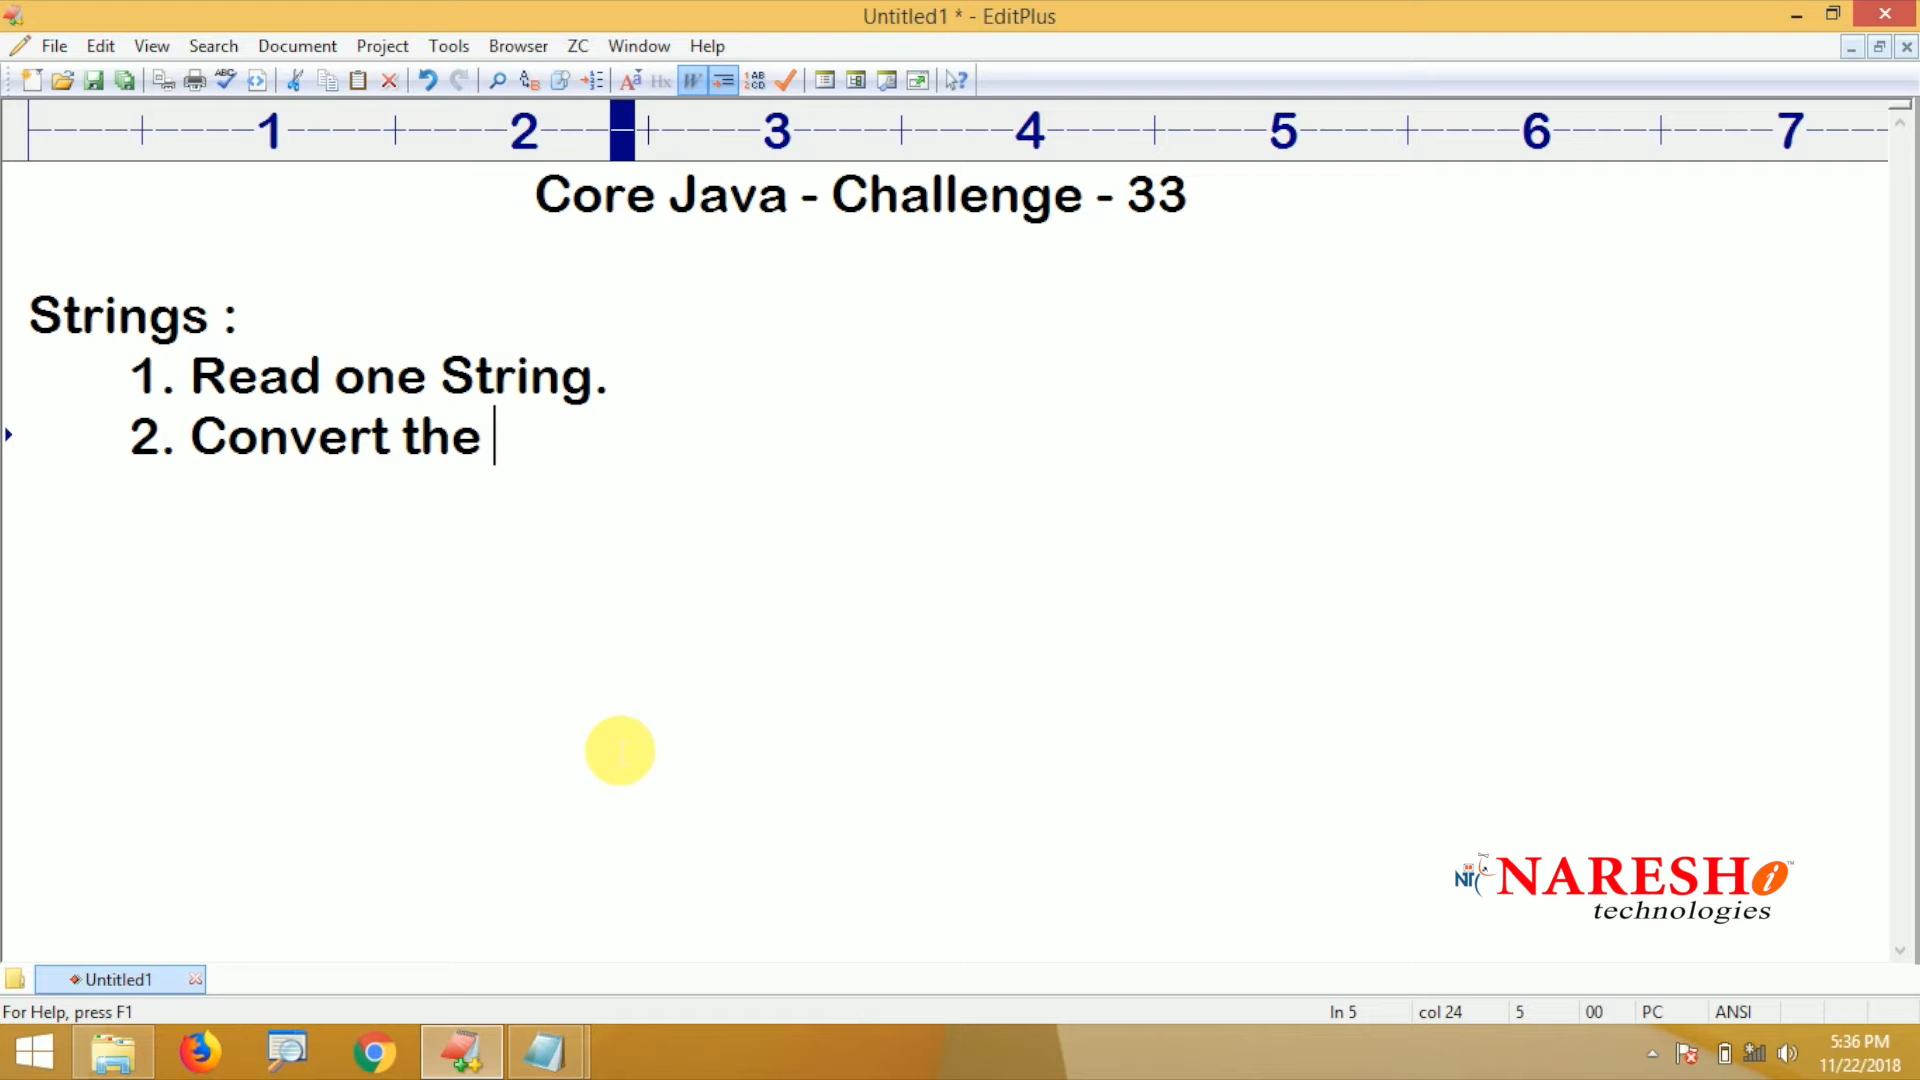 Untitled1 * - EditPlus
File Edit View Search Document Project Tools Browser ZC Window Help
1 2 3 4 5 6 7
Core Java - Challenge - 33
Strings :
1. Read one String.
2. Convert the
NARESH i
technologies
Untitled1
For Help, press F1 ln 5 col 24 5 00 PC ANSI
5:36 PM
11/22/2018